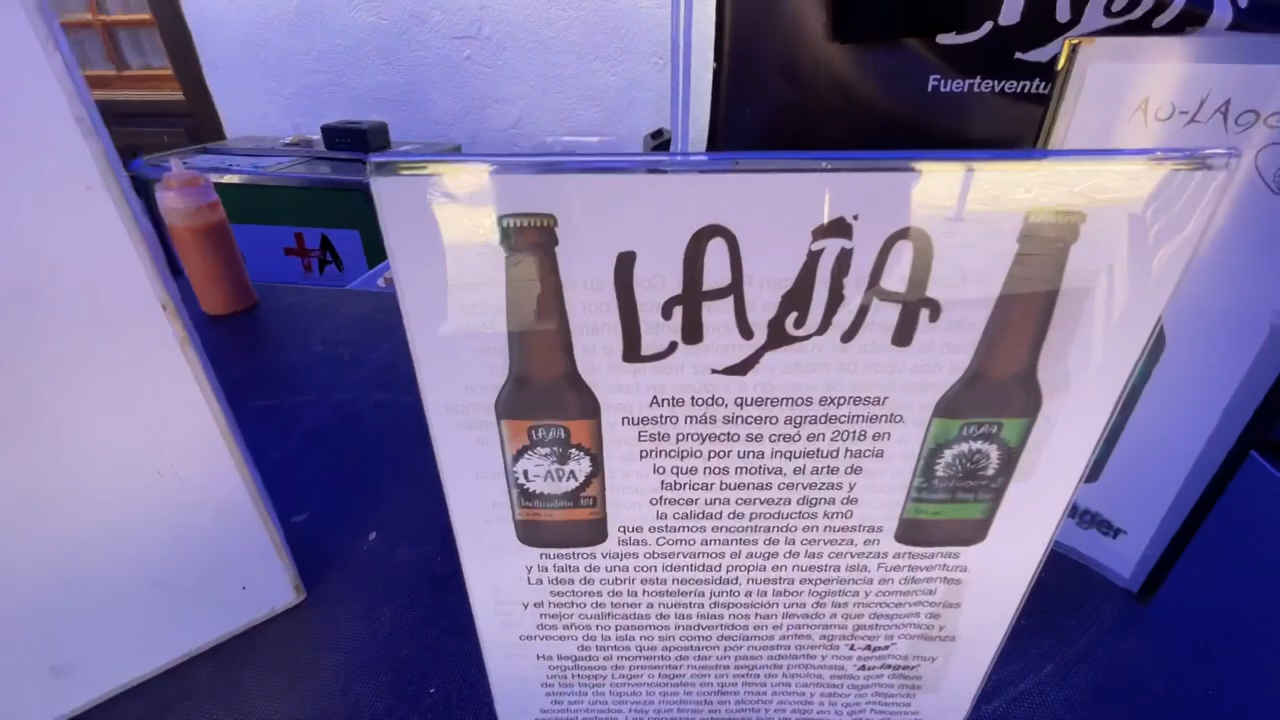 Fuerteventu
AU-LAGE
+A
LAJA
Ante todo, queremos expresar
nuestro más sincero agradecimiento.
Este proyecto se creó en 2018 en
principio por una inquietud hacia
lo que nos motiva, el arte de
fabricar buenas cervezas y
ofrecer una cerveza digna de
la calidad de productos km0
que estamos encontrando en nuestras
islas. Como amantes de la cerveza, en
nuestros viajes observamos el auge de las cervezas artesanas
y la falta de una con identidad propia en nuestra isla, Fuerteventura.
La idea de cubrir esta necesidad, nuestra experiencia en diferentes
sectores de la hostelería junto a la labor logística y comercial
y el hecho de tener a nuestra disposición una de las microcervecerías
mejor cualificadas de las islas nos han llevado a que después de
dos años no pasemos inadvertidos en el panorama gastronómico y
cervecero de la isla no sin como decíamos antes, agradecer la confianza
de tantos que apostaron por nuestra querida "L-Apa".
Ha llegado el momento de dar un paso adelante y nos sentimos muy
orgullosos de presentar nuestra segunda propuesta, "Au-lager",
una Hoppy Lager o lager con un extra de lúpulos, estilo que difiere
de las lager convencionales en que lleva una cantidad digamos más
atrevida de lúpulo lo que le confiere mas aroma y sabor no dejando
de ser una cerveza moderada en alcohol acorde a lo que estamos
acostumbrados. Hay que tener en cuenta y es algo en lo que hacemos
LAJA
L-APA
LAJA
Au-lager
ager